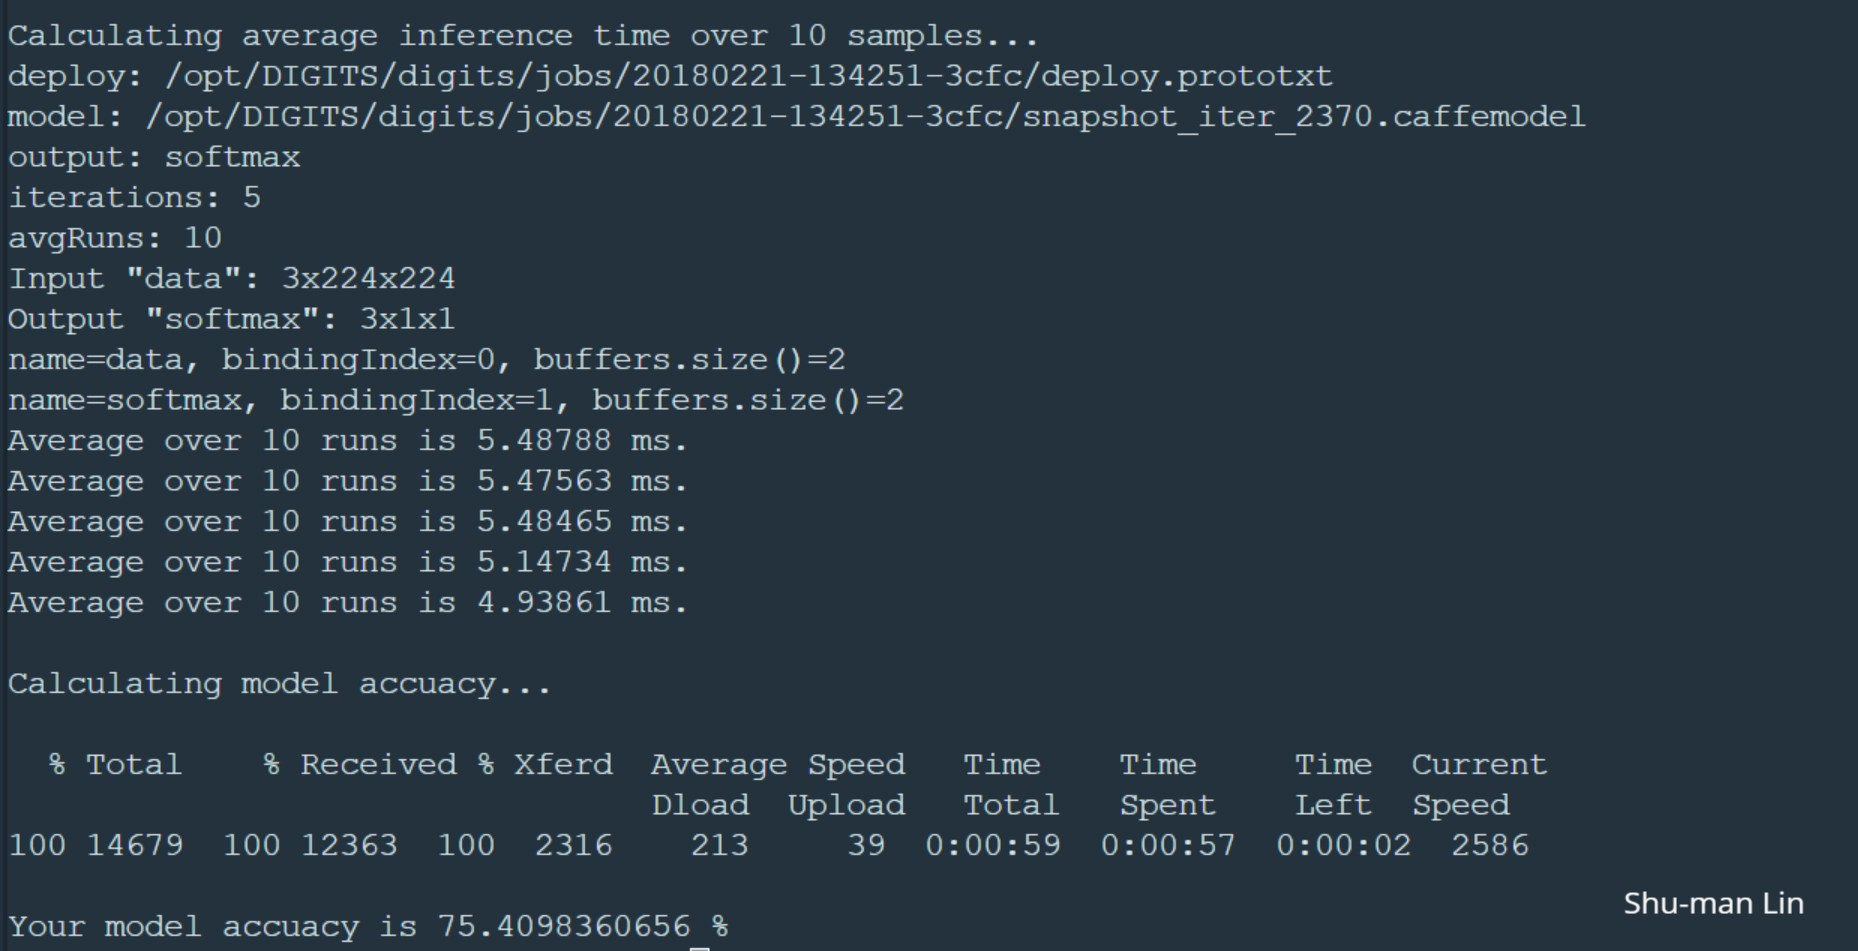 Calculating average inference time over 10 samples...
deploy: /opt/DIGITS/digits/jobs/20180221-134251-3cfc/deploy.prototxt
model: /opt/DIGITS/digits/jobs/20180221-134251-3cfc/snapshot_iter_2370.caffemodel
output: softmax
iterations: 5
avgRuns: 10
Input "data": 3x224x224
Output "softmax": 3x1x1
name=data, bindingIndex=0, buffers.size()=2
name=softmax, bindingIndex=1, buffers.size()=2
Average over 10 runs is 5.48788 ms.
Average over 10 runs is 5.47563 ms.
Average over 10 runs is 5.48465 ms.
Average over 10 runs is 5.14734 ms.
Average over 10 runs is 4.93861 ms.
Calculating model accuacy...
% Total % Received % Xferd Average Speed Time Time Time Current
Dload Upload Total Spent Left Speed
100 14679 100 12363 100 2316 213 39 0:00:59 0:00:57 0:00:02 2586
Shu-man Lin
Your model accuacy is 75.4098360656 %